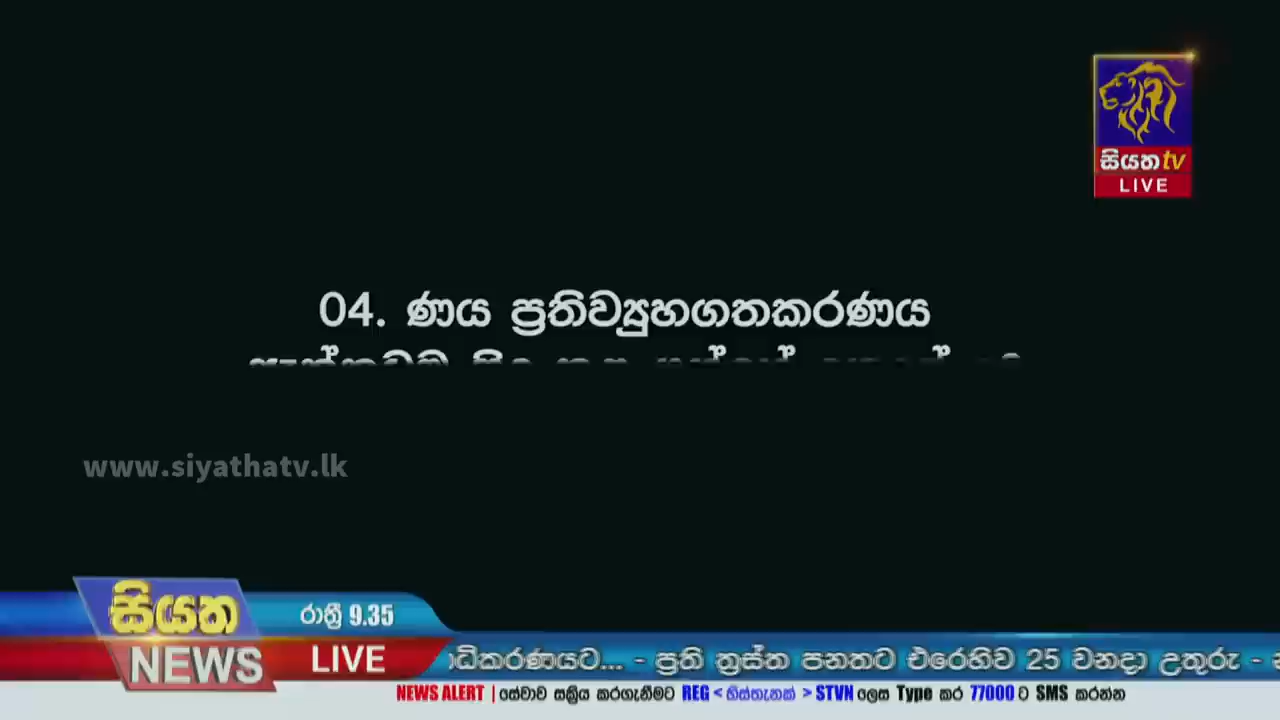 සියත tv
LIVE
04. ණය ප්‍රතිව්‍යුහගතකරණය
www.siyathatv.lk
සියත
NEWS
රාත්‍රී 9.35
LIVE
ාධිකරණයට... - ප්‍රති ත්‍රස්ත පනතට එරෙහිව 25 වනදා උතුරු -
NEWS ALERT | සේවාව සක්‍රිය කරගැනීමට REG < හිස්තැනක් > STVN ලෙස Type කර 77000 ට SMS කරන්න